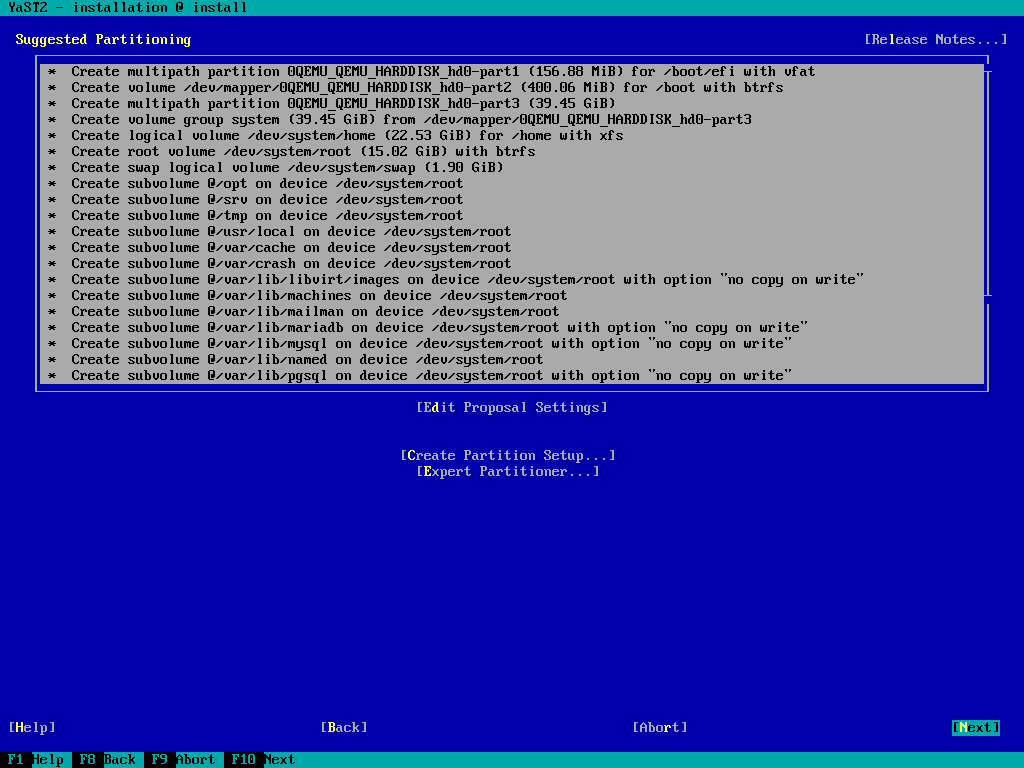 YaST2 - installation @ install
Suggested Partitioning [Release Notes...]
* Create multipath partition 0QEMU_QEMU_HARDDISK_hd0-part1 (156.88 MiB) for /boot/efi with vfat
* Create volume /dev/mapper/0QEMU_QEMU_HARDDISK_hd0-part2 (400.06 MiB) for /boot with btrfs
* Create multipath partition 0QEMU_QEMU_HARDDISK_hd0-part3 (39.45 GiB)
* Create volume group system (39.45 GiB) from /dev/mapper/0QEMU_QEMU_HARDDISK_hd0-part3
* Create logical volume /dev/system/home (22.53 GiB) for /home with xfs
* Create root volume /dev/system/root (15.02 GiB) with btrfs
* Create swap logical volume /dev/system/swap (1.90 GiB)
* Create subvolume @/opt on device /dev/system/root
* Create subvolume @/srv on device /dev/system/root
* Create subvolume @/tmp on device /dev/system/root
* Create subvolume @/usr/local on device /dev/system/root
* Create subvolume @/var/cache on device /dev/system/root
* Create subvolume @/var/crash on device /dev/system/root
* Create subvolume @/var/lib/libvirt/images on device /dev/system/root with option "no copy on write"
* Create subvolume @/var/lib/machines on device /dev/system/root
* Create subvolume @/var/lib/mailman on device /dev/system/root
* Create subvolume @/var/lib/mariadb on device /dev/system/root with option "no copy on write"
* Create subvolume @/var/lib/mysql on device /dev/system/root with option "no copy on write"
* Create subvolume @/var/lib/named on device /dev/system/root
* Create subvolume @/var/lib/pgsql on device /dev/system/root with option "no copy on write"
[Edit Proposal Settings]
[Create Partition Setup...]
[Expert Partitioner...]
[Help] [Back] [Abort] [Next]
F1 Help F8 Back F9 Abort F10 Next